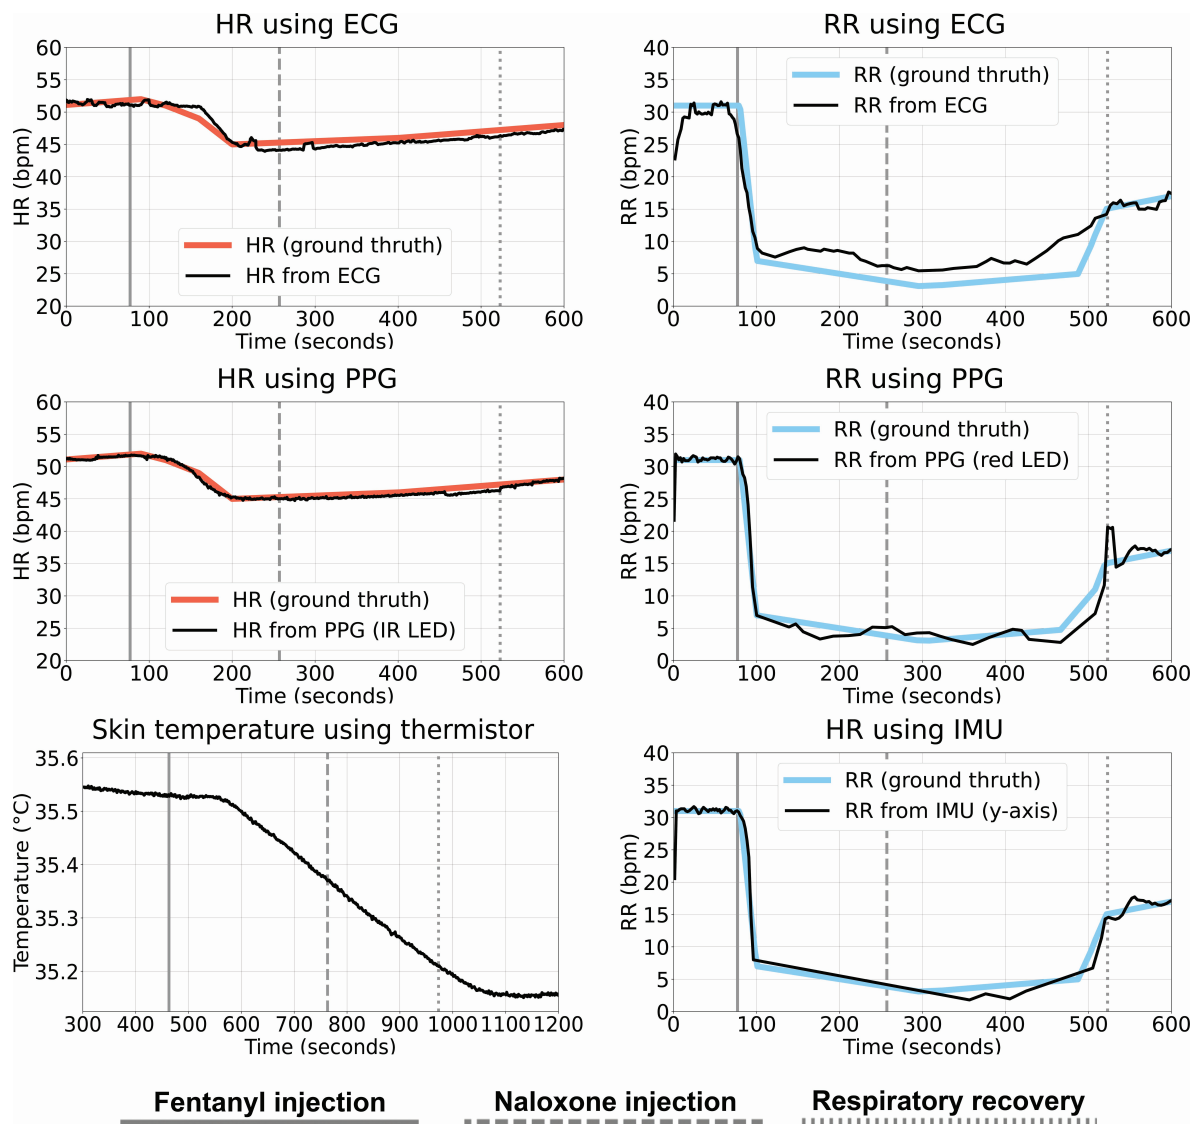 HR using ECG
60
55
50
45
40
35
30
25
20
HR (bpm)
HR (ground thruth)
HR from ECG
0 100 200 300 400 500 600
Time (seconds)
RR using ECG
40
35
30
25
20
15
10
5
0
RR (bpm)
RR (ground thruth)
RR from ECG
0 100 200 300 400 500 600
Time (seconds)
HR using PPG
60
55
50
45
40
35
30
25
20
HR (bpm)
HR (ground thruth)
HR from PPG (IR LED)
0 100 200 300 400 500 600
Time (seconds)
RR using PPG
40
35
30
25
20
15
10
5
0
RR (bpm)
RR (ground thruth)
RR from PPG (red LED)
0 100 200 300 400 500 600
Time (seconds)
Skin temperature using thermistor
35.6
35.5
35.4
35.3
35.2
Temperature (°C)
300 400 500 600 700 800 900 1000 1100 1200
Time (seconds)
HR using IMU
40
35
30
25
20
15
10
5
0
RR (bpm)
RR (ground thruth)
RR from IMU (y-axis)
0 100 200 300 400 500 600
Time (seconds)
Fentanyl injection Naloxone injection Respiratory recovery